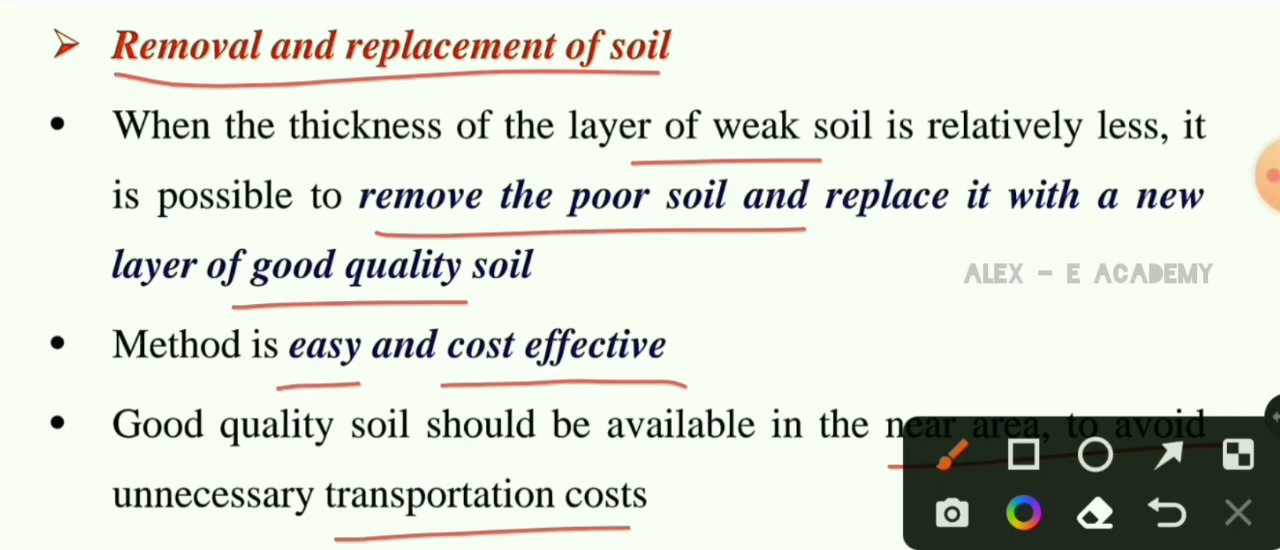 Removal and replacement of soil
When the thickness of the layer of weak soil is relatively less, it
is possible to remove the poor soil and replace it with a new
layer of good quality soil
ALEX - E ACADEMY
Method is easy and cost effective
Good quality soil should be available in the near area, to avoid
unnecessary transportation costs